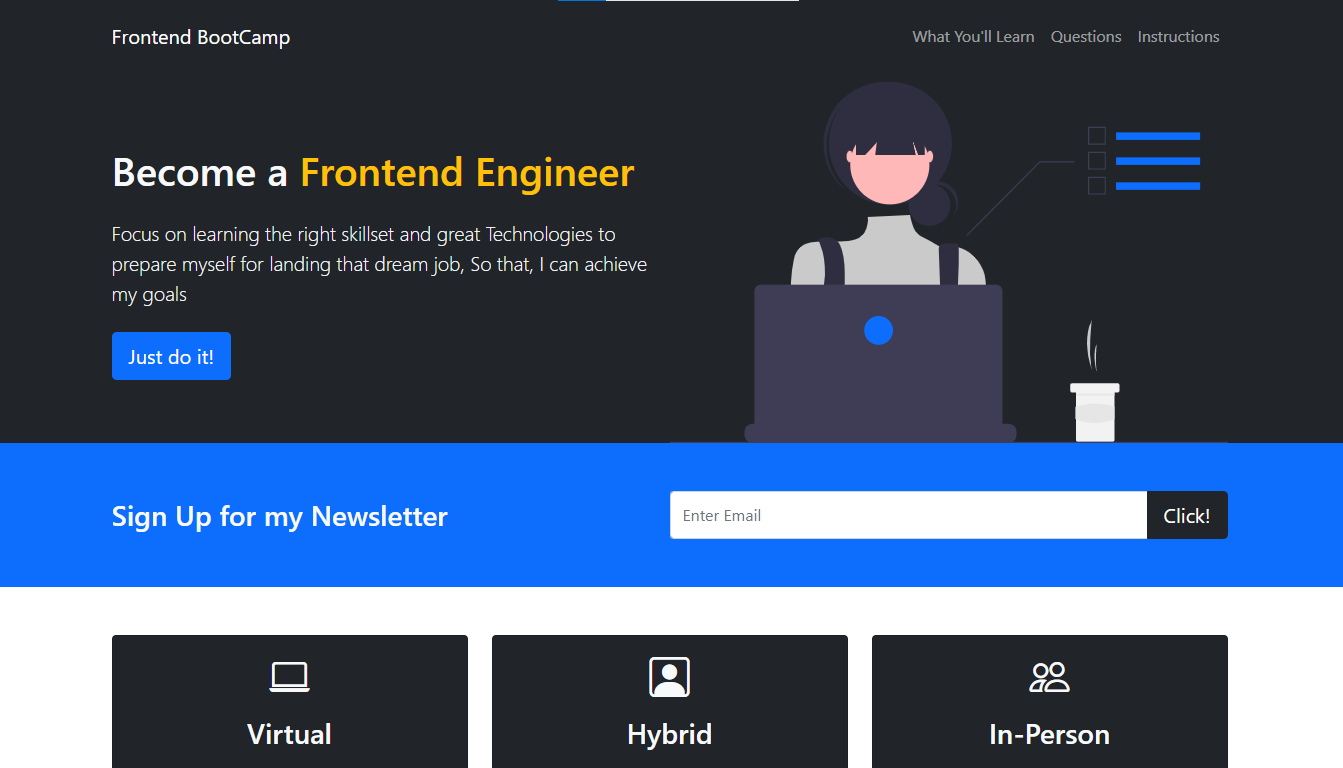 Frontend BootCamp
What You'll Learn Questions Instructions
Become a Frontend Engineer
Focus on learning the right skillset and great Technologies to
prepare myself for landing that dream job, So that, I can achieve
my goals
Just do it!
Sign Up for my Newsletter
Enter Email
Click!
Virtual
Hybrid
In-Person